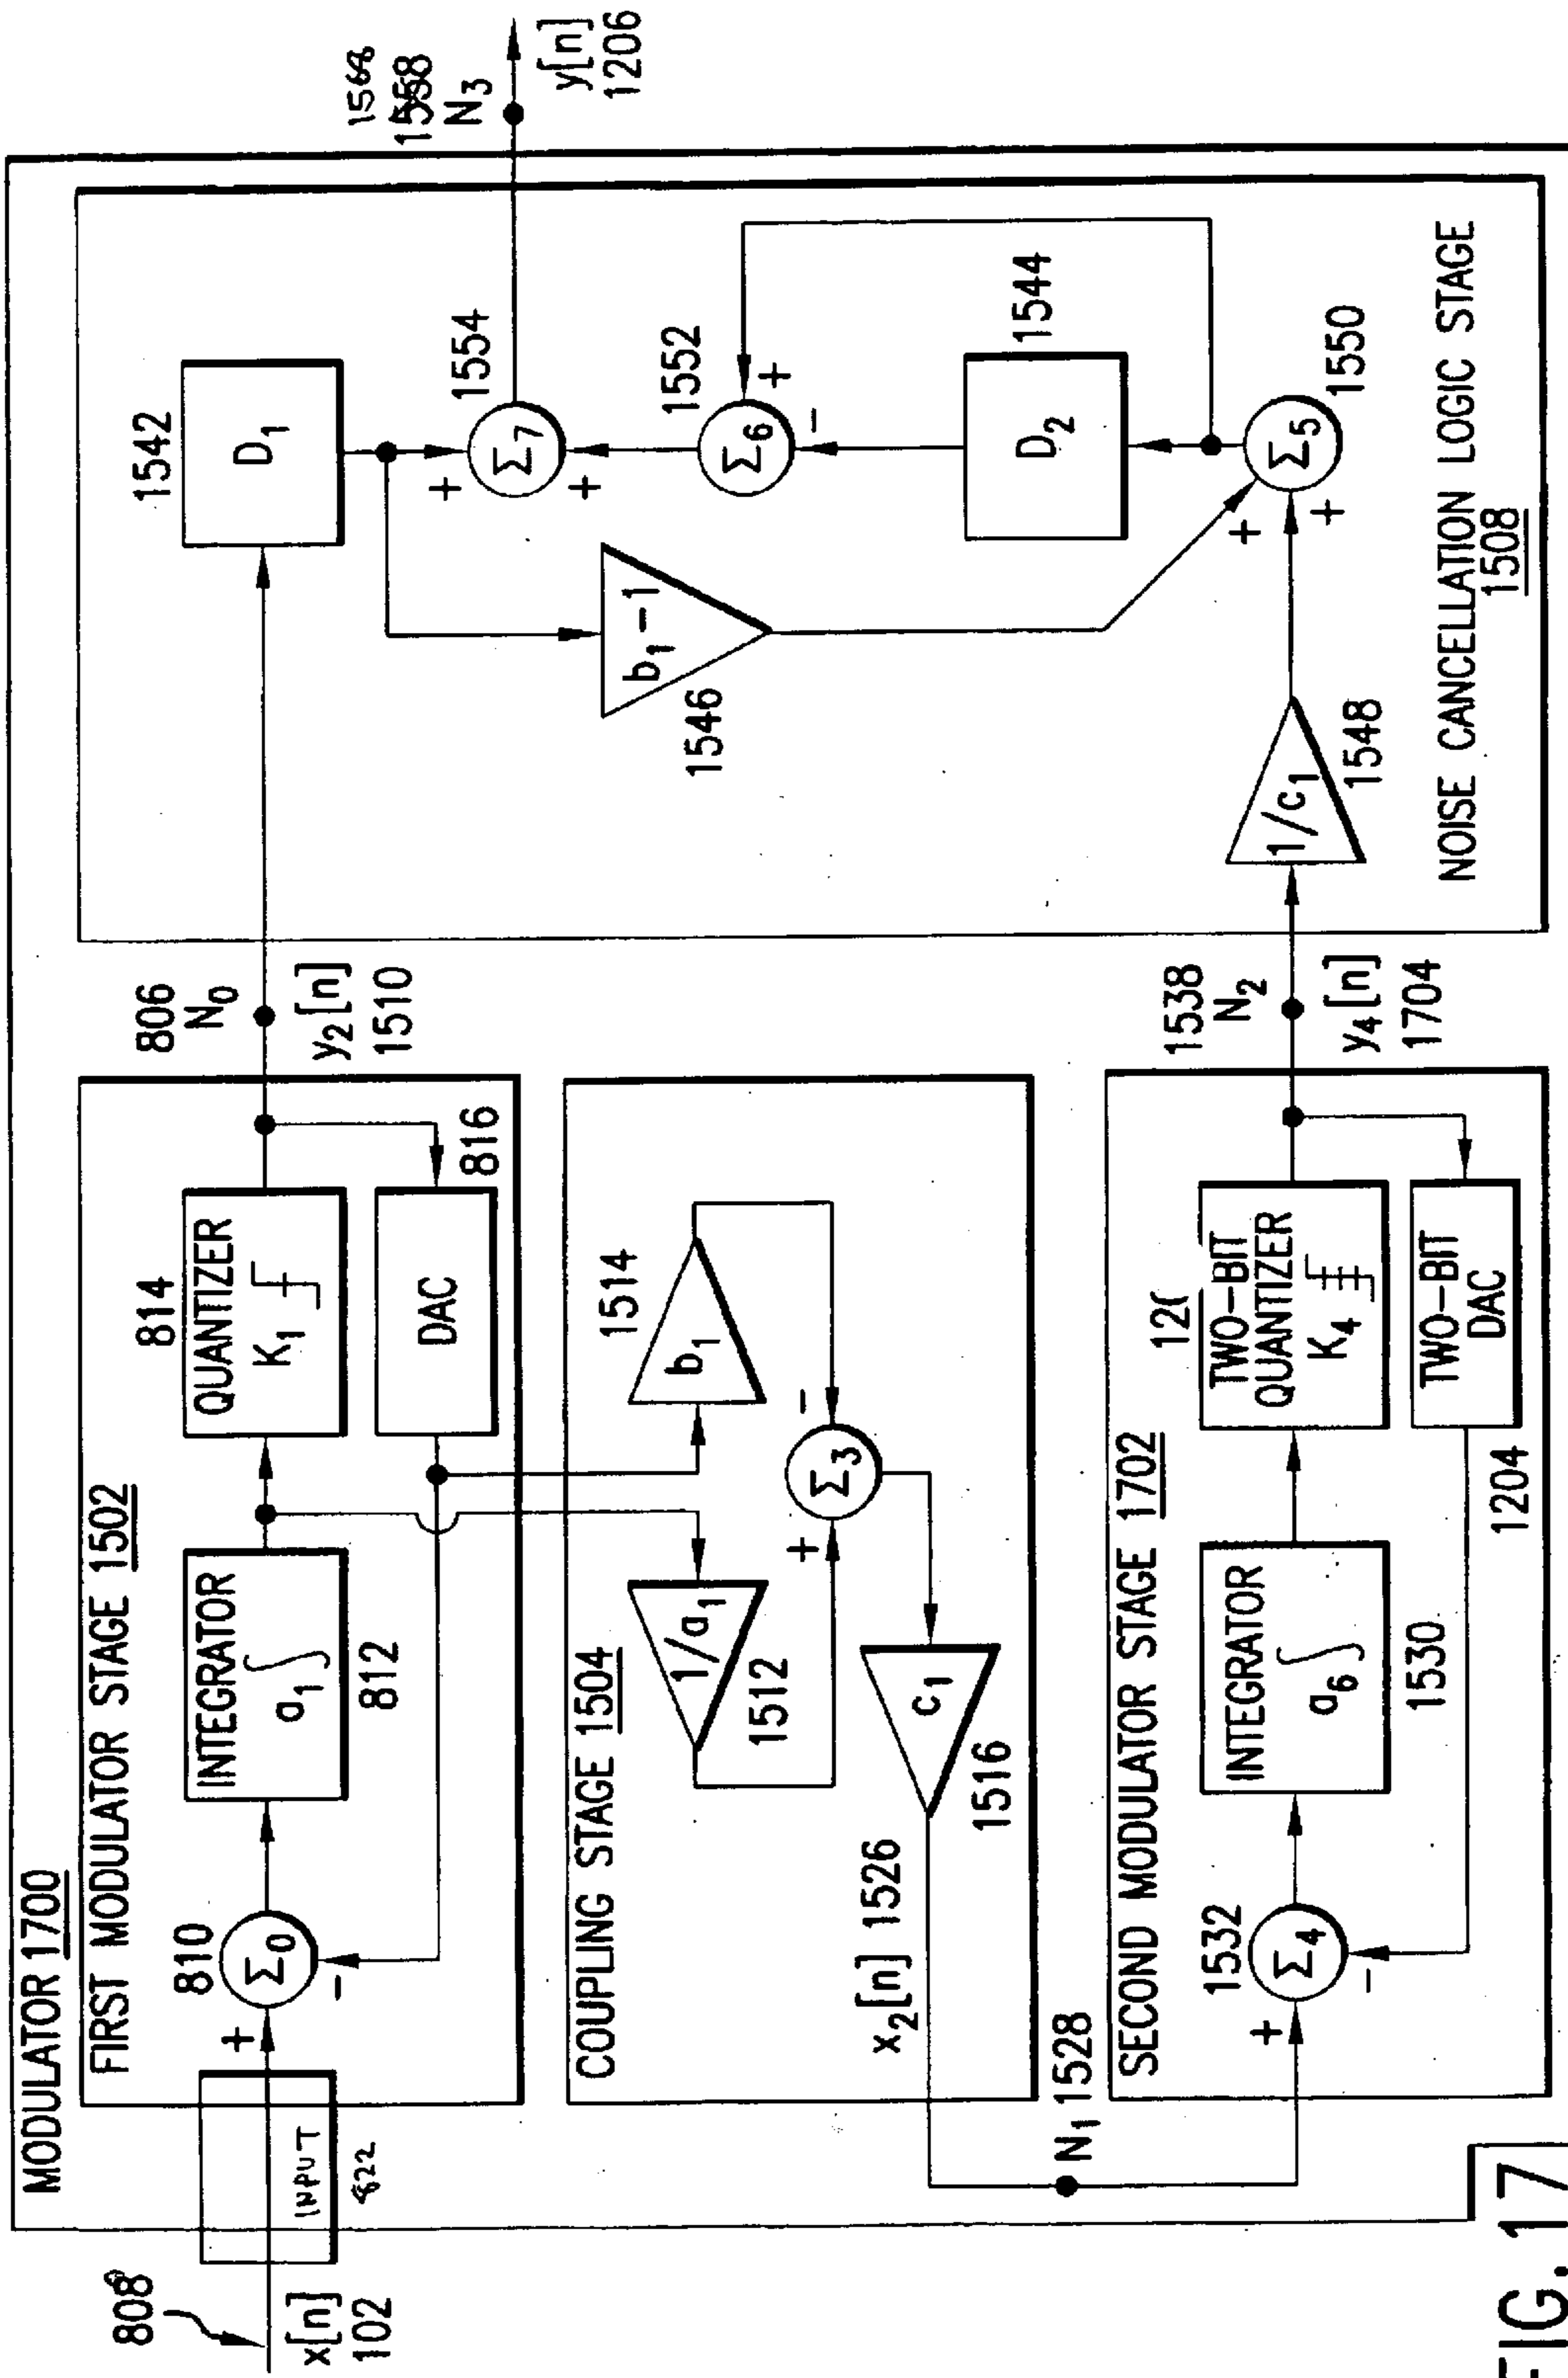 MODULATOR 1700
808
x[n]
102
INPUT
822
FIRST MODULATOR STAGE 1502
810
Σ0
+
-
INTEGRATOR
a1∫
812
814
QUANTIZER
K1
DAC
816
806
N0
y2[n]
1510
COUPLING STAGE 1504
1/a1
1512
b1
1514
+
-
Σ3
c1
1516
x2[n] 1526
N1 1528
SECOND MODULATOR STAGE 1702
1532
Σ4
+
-
INTEGRATOR
a6∫
1530
TWO-BIT
QUANTIZER
K4
TWO-BIT
DAC
1204
1538
N2
y4[n]
1704
1542
D1
b1-1
1546
1/c1
1548
+
+
Σ5
1550
D2
1544
-
+
Σ6
1552
+
+
Σ7
1554
NOISE CANCELLATION LOGIC STAGE
1508
1558
N3
y[n]
1206
FIG. 17